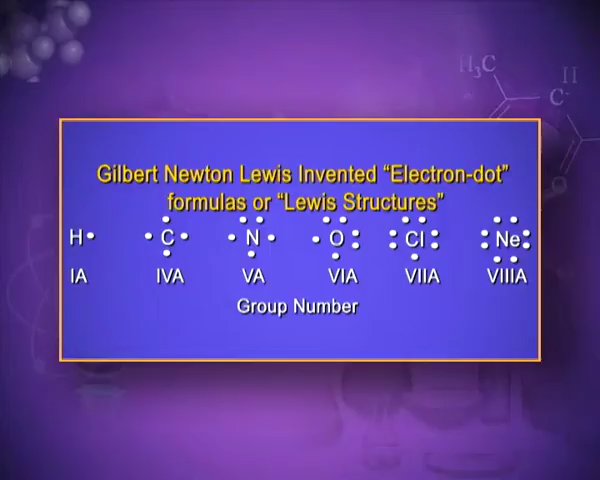 H₃C
H
C
O
Gilbert Newton Lewis Invented “Electron-dot”
formulas or “Lewis Structures”
H C N O Cl Ne
IA IVA VA VIA VIIA VIIIA
Group Number